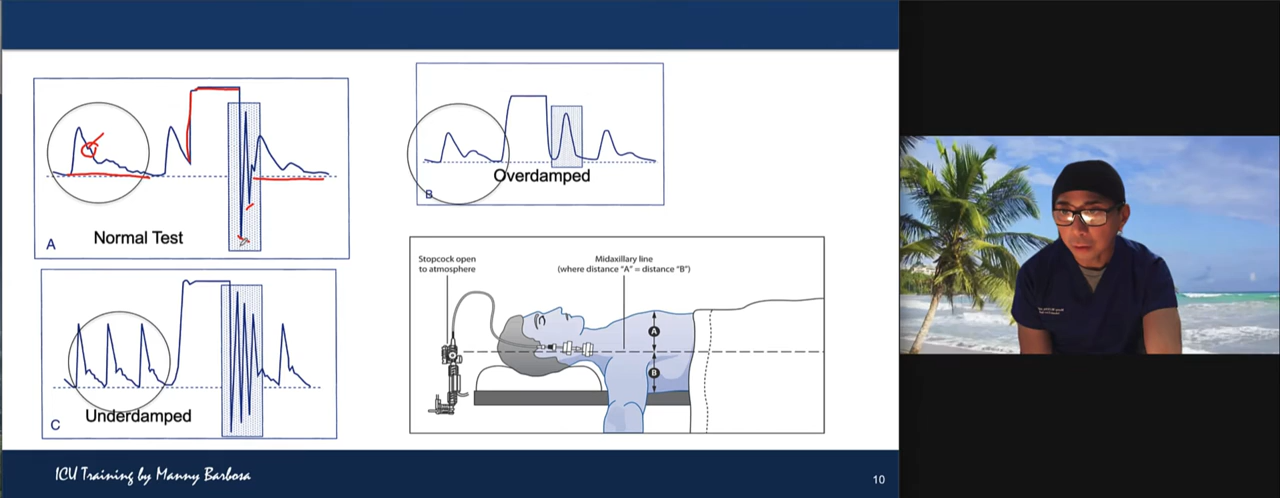 A
Normal Test
Overdamped
B
Underdamped
C
Stopcock open
to atmosphere
Midaxillary line
(where distance “A” = distance “B”)
A
B
ICU Training by Manny Barbosa
10